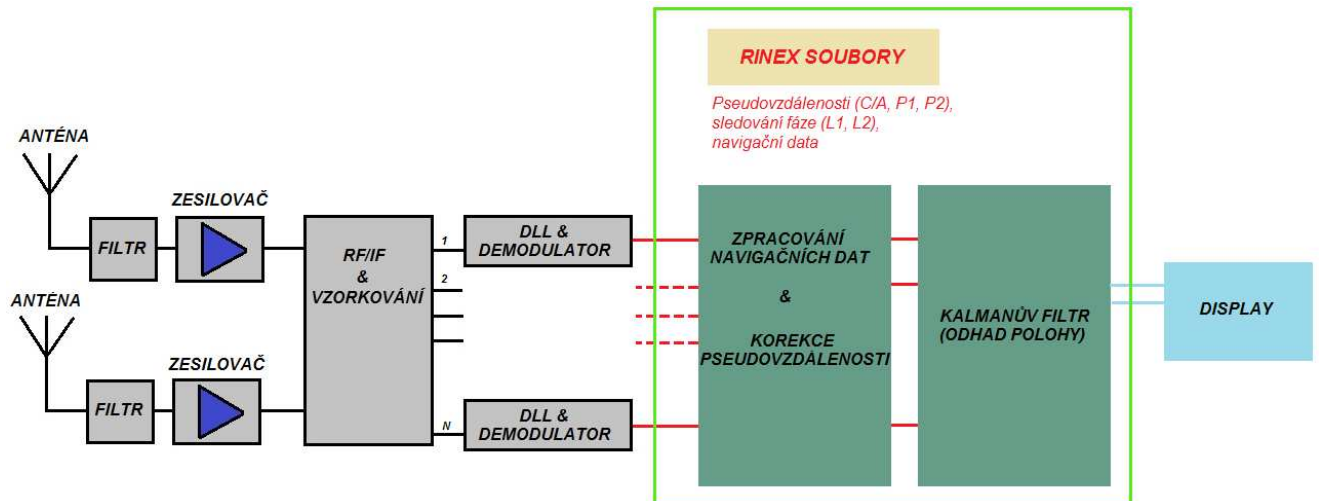 RINEX SOUBORY
Pseudovzdálenosti (C/A, P1, P2),
sledování fáze (L1, L2),
navigační data
ANTÉNA
FILTR
ZESILOVAČ
RF/IF
&
VZORKOVÁNÍ
1
2
N
DLL &
DEMODULATOR
ZPRACOVÁNÍ
NAVIGAČNÍCH DAT
&
KOREKCE
PSEUDOVZDÁLENOSTI
KALMANŮV FILTR
(ODHAD POLOHY)
DISPLAY
ANTÉNA
FILTR
ZESILOVAČ
DLL &
DEMODULATOR